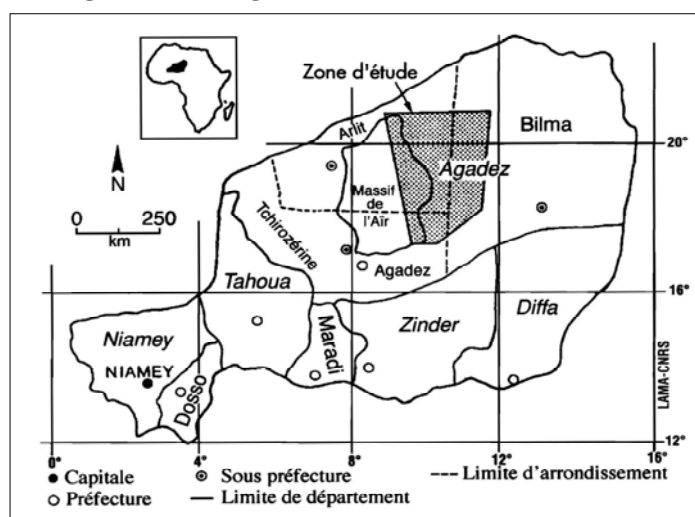 Zone d'étude
Bilma
Arlit
20°
N
Agadez
Massif
de
l'Aïr
0 250
km
Tchirozérine
Agadez
Tahoua
16°
Diffa
Zinder
Niamey
Maradi
NIAMEY
Dosso
LAMA-CNRS
12°
0° 4° 8° 12° 16°
Capitale Sous préfecture Limite d'arrondissement
Préfecture Limite de département